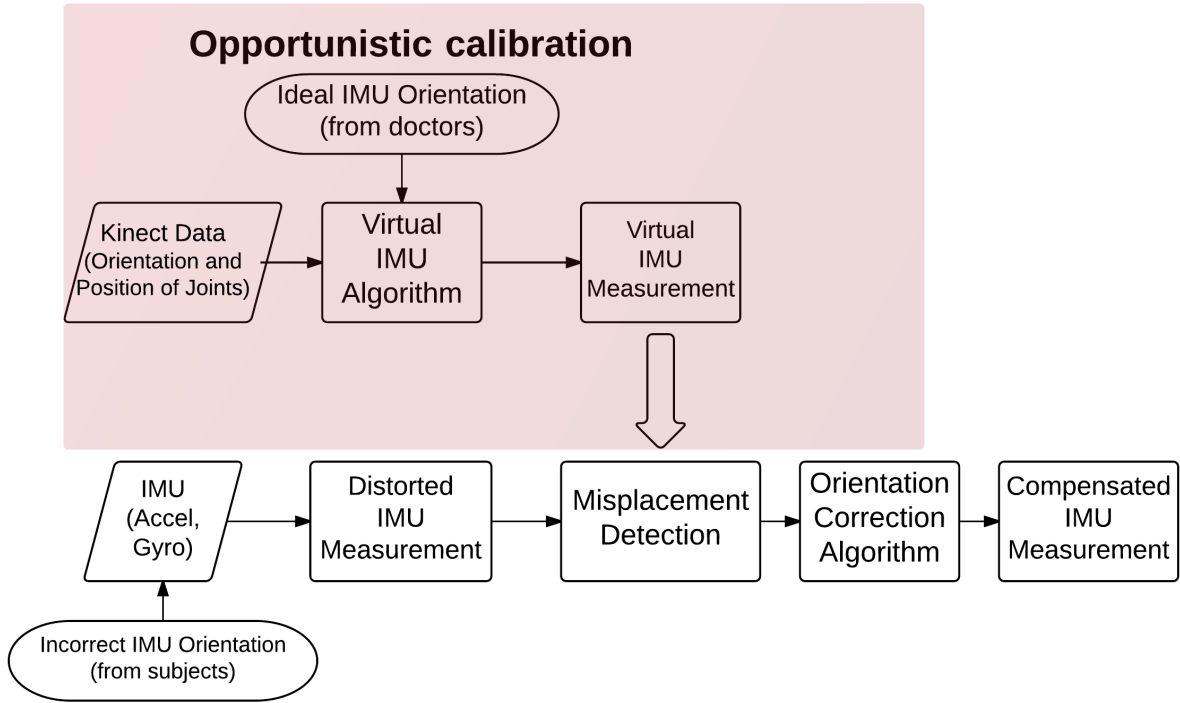 Opportunistic calibration
Ideal IMU Orientation
(from doctors)
Kinect Data
(Orientation and
Position of Joints)
Virtual
IMU
Algorithm
Virtual
IMU
Measurement
IMU
(Accel,
Gyro)
Distorted
IMU
Measurement
Misplacement
Detection
Orientation
Correction
Algorithm
Compensated
IMU
Measurement
Incorrect IMU Orientation
(from subjects)